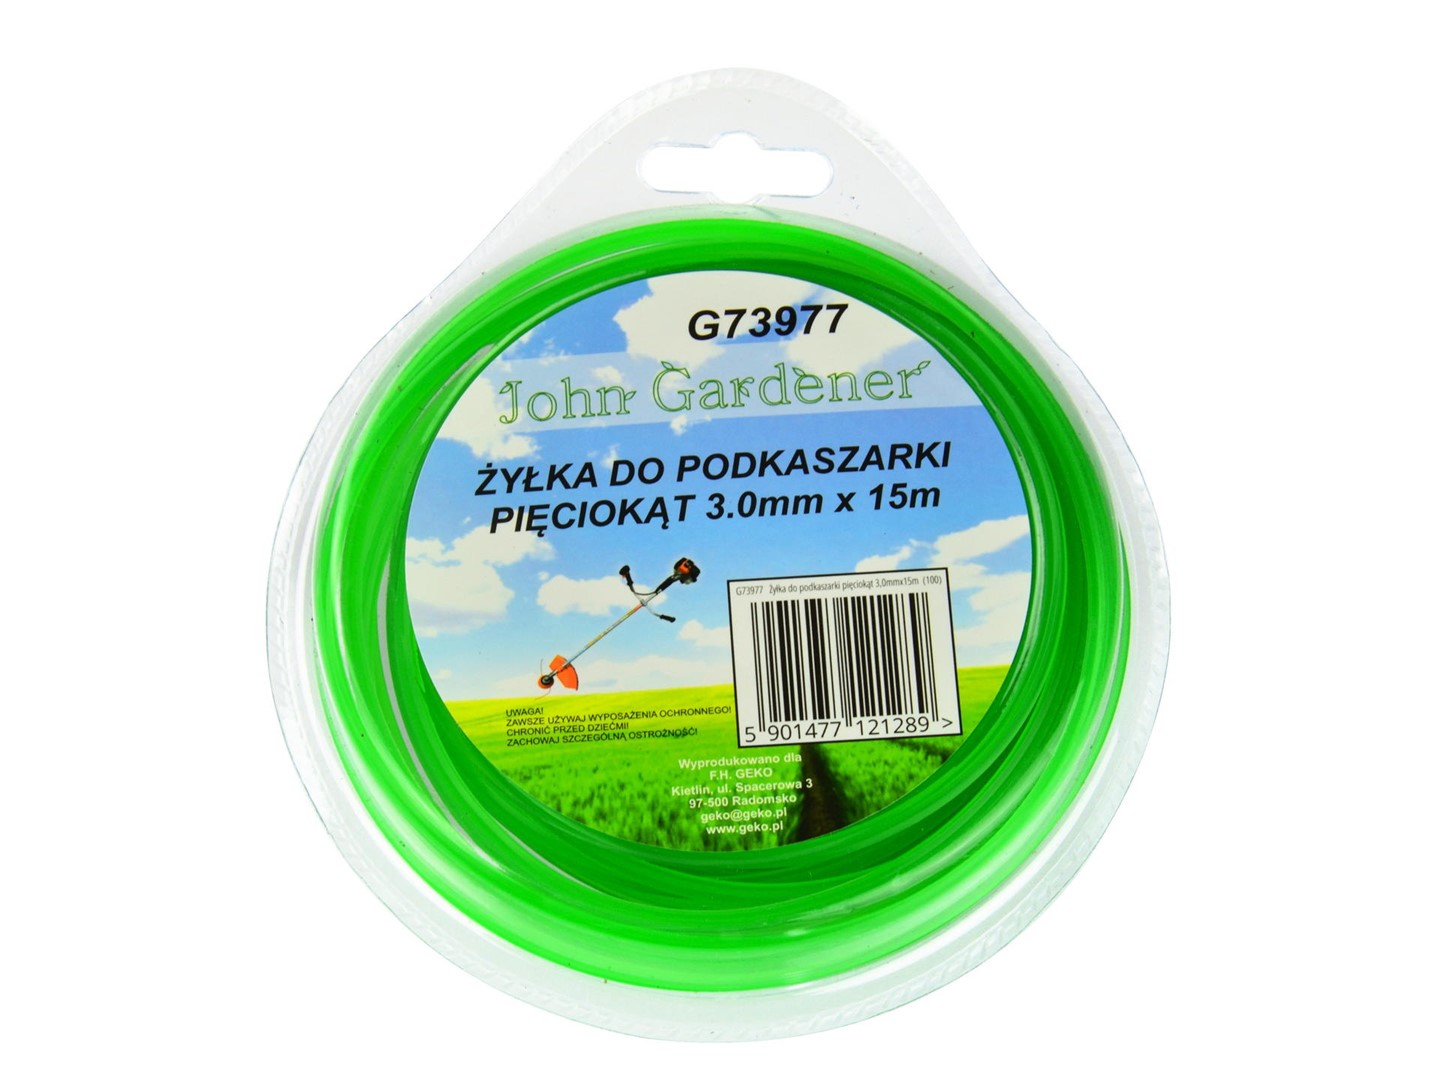 G73977
John Gardener
ŻYŁKA DO PODKASZARKI
PIĘCIOKĄT 3.0mm x 15m
G73977 Żyłka do podkaszarki pięciokąt 3,0mmx15m (100)
5 901477 121289 >
UWAGA!
ZAWSZE UŻYWAJ WYPOSAŻENIA OCHRONNEGO!
CHRONIĆ PRZED DZIEĆMI!
ZACHOWAJ SZCZEGÓLNĄ OSTROŻNOŚĆ!
Wyprodukowano dla
F.H. GEKO
Kietlin, ul. Spacerowa 3
97-500 Radomsko
geko@geko.pl
www.geko.pl